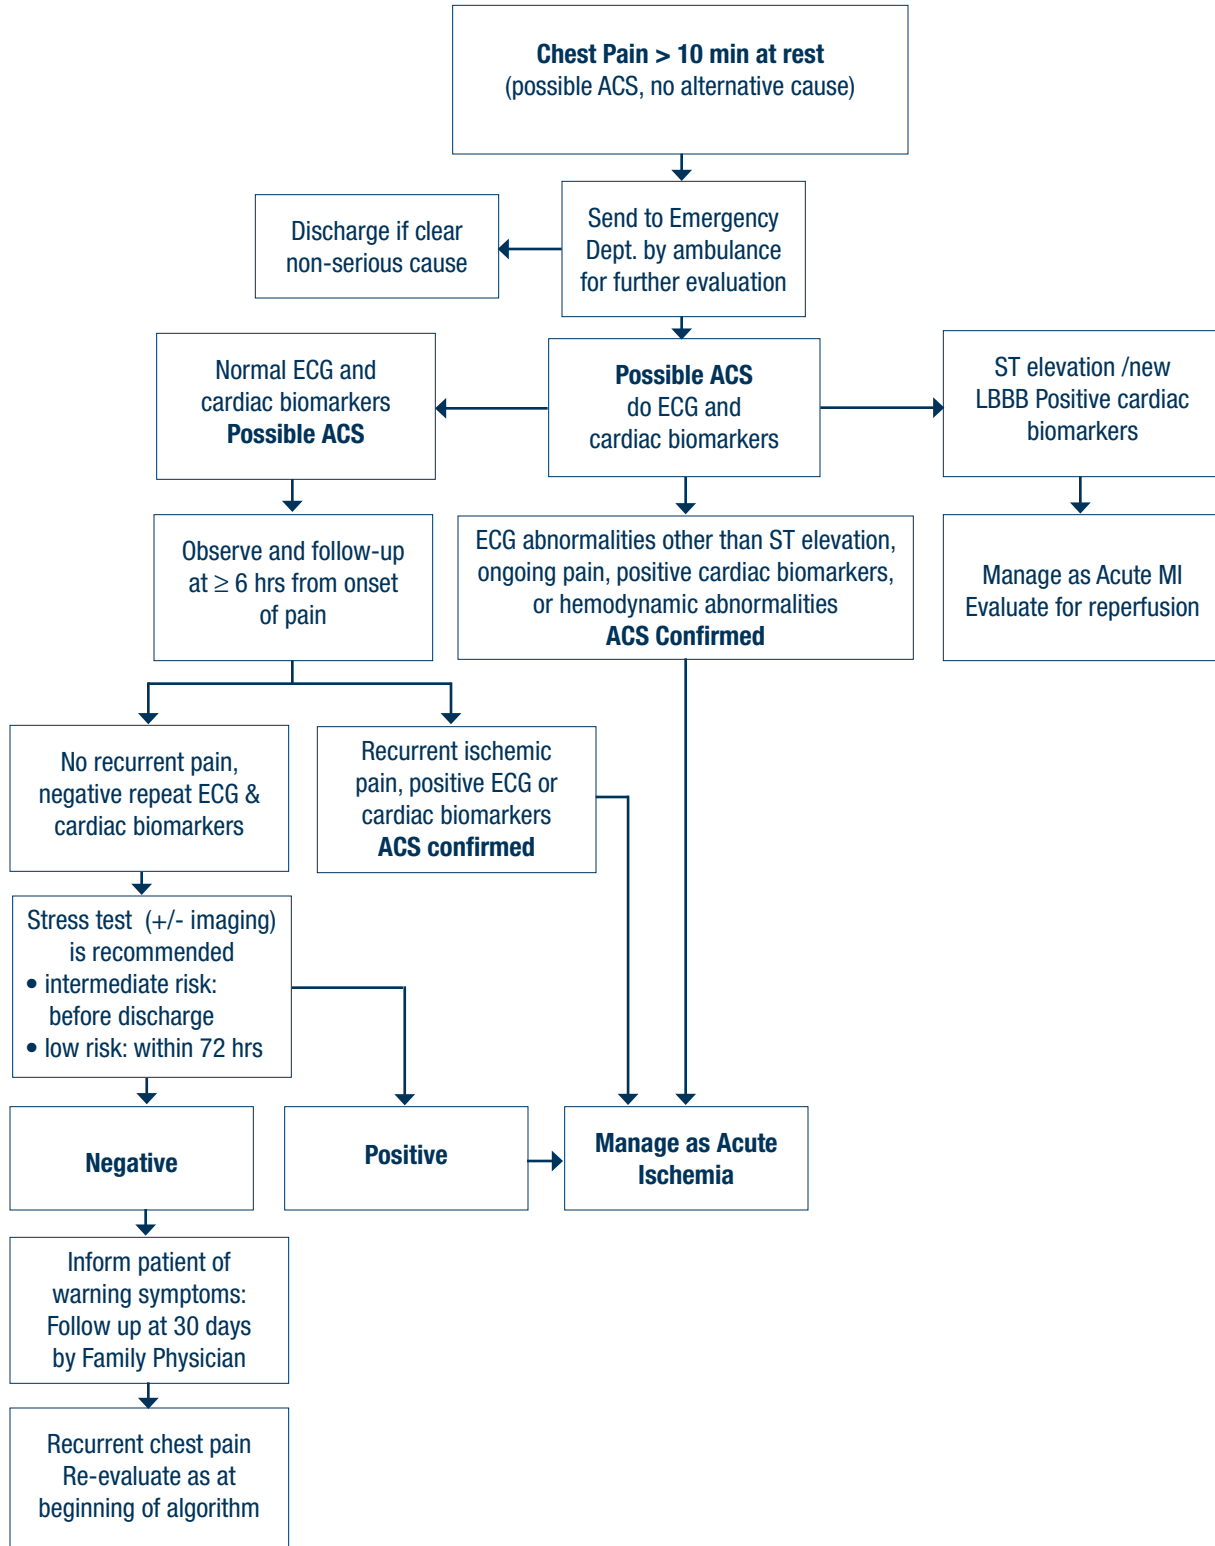 Chest Pain > 10 min at rest
(possible ACS, no alternative cause)
Send to Emergency
Dept. by ambulance
for further evaluation
Discharge if clear
non-serious cause
Possible ACS
do ECG and
cardiac biomarkers
Normal ECG and
cardiac biomarkers
Possible ACS
ST elevation /new
LBBB Positive cardiac
biomarkers
Observe and follow-up
at ≥ 6 hrs from onset
of pain
ECG abnormalities other than ST elevation,
ongoing pain, positive cardiac biomarkers,
or hemodynamic abnormalities
ACS Confirmed
Manage as Acute MI
Evaluate for reperfusion
No recurrent pain,
negative repeat ECG &
cardiac biomarkers
Recurrent ischemic
pain, positive ECG or
cardiac biomarkers
ACS confirmed
Stress test (+/- imaging)
is recommended
• intermediate risk:
before discharge
• low risk: within 72 hrs
Negative
Positive
Manage as Acute
Ischemia
Inform patient of
warning symptoms:
Follow up at 30 days
by Family Physician
Recurrent chest pain
Re-evaluate as at
beginning of algorithm